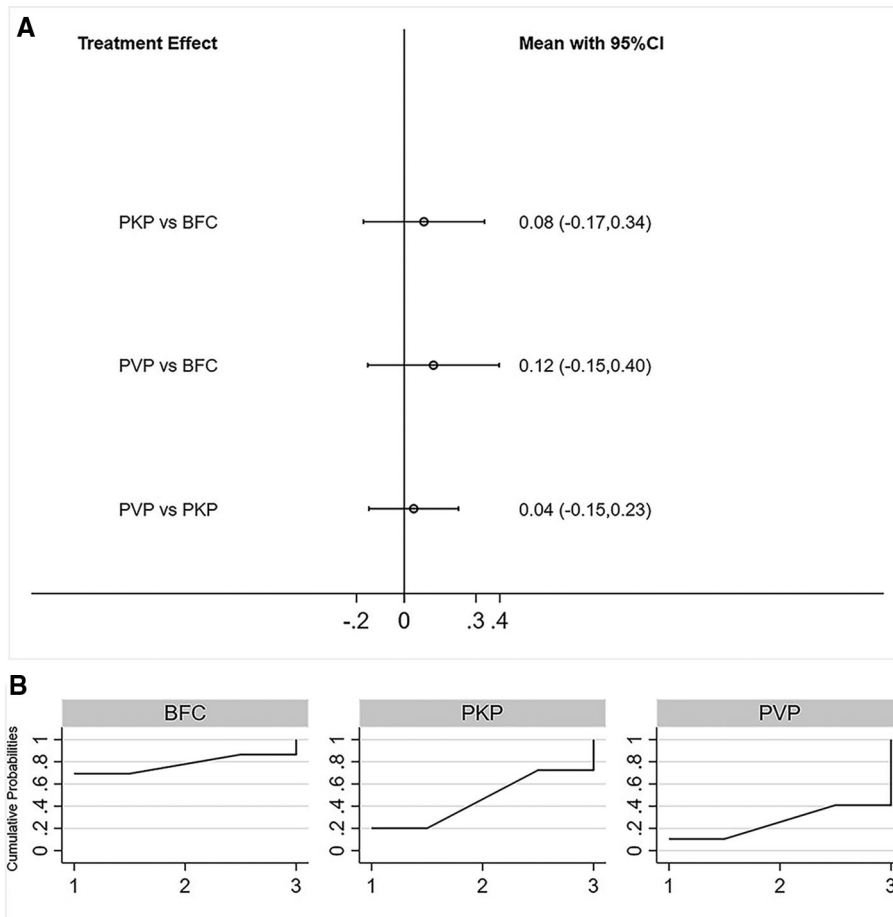 A
Treatment Effect Mean with 95%CI
PKP vs BFC 0.08 (-0.17,0.34)
PVP vs BFC 0.12 (-0.15,0.40)
PVP vs PKP 0.04 (-0.15,0.23)
-.2 0 .3 .4
B
BFC PKP PVP
Cumulative Probabilities
0 .2 .4 .6 .8 1
0 .2 .4 .6 .8 1
0 .2 .4 .6 .8 1
1 2 3
1 2 3
1 2 3